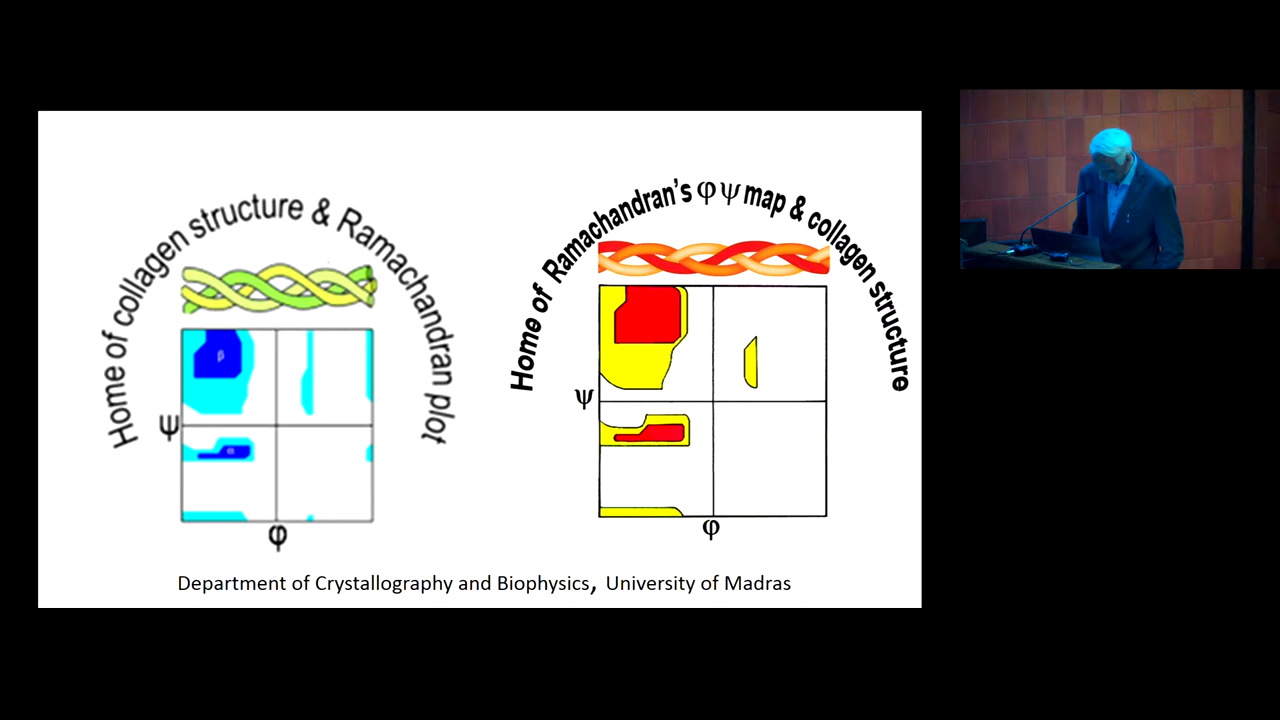 Home of collagen structure & Ramachandran plot
β
ψ
α
φ
Home of Ramachandran's φ ψ map & collagen structure
ψ
φ
Department of Crystallography and Biophysics, University of Madras